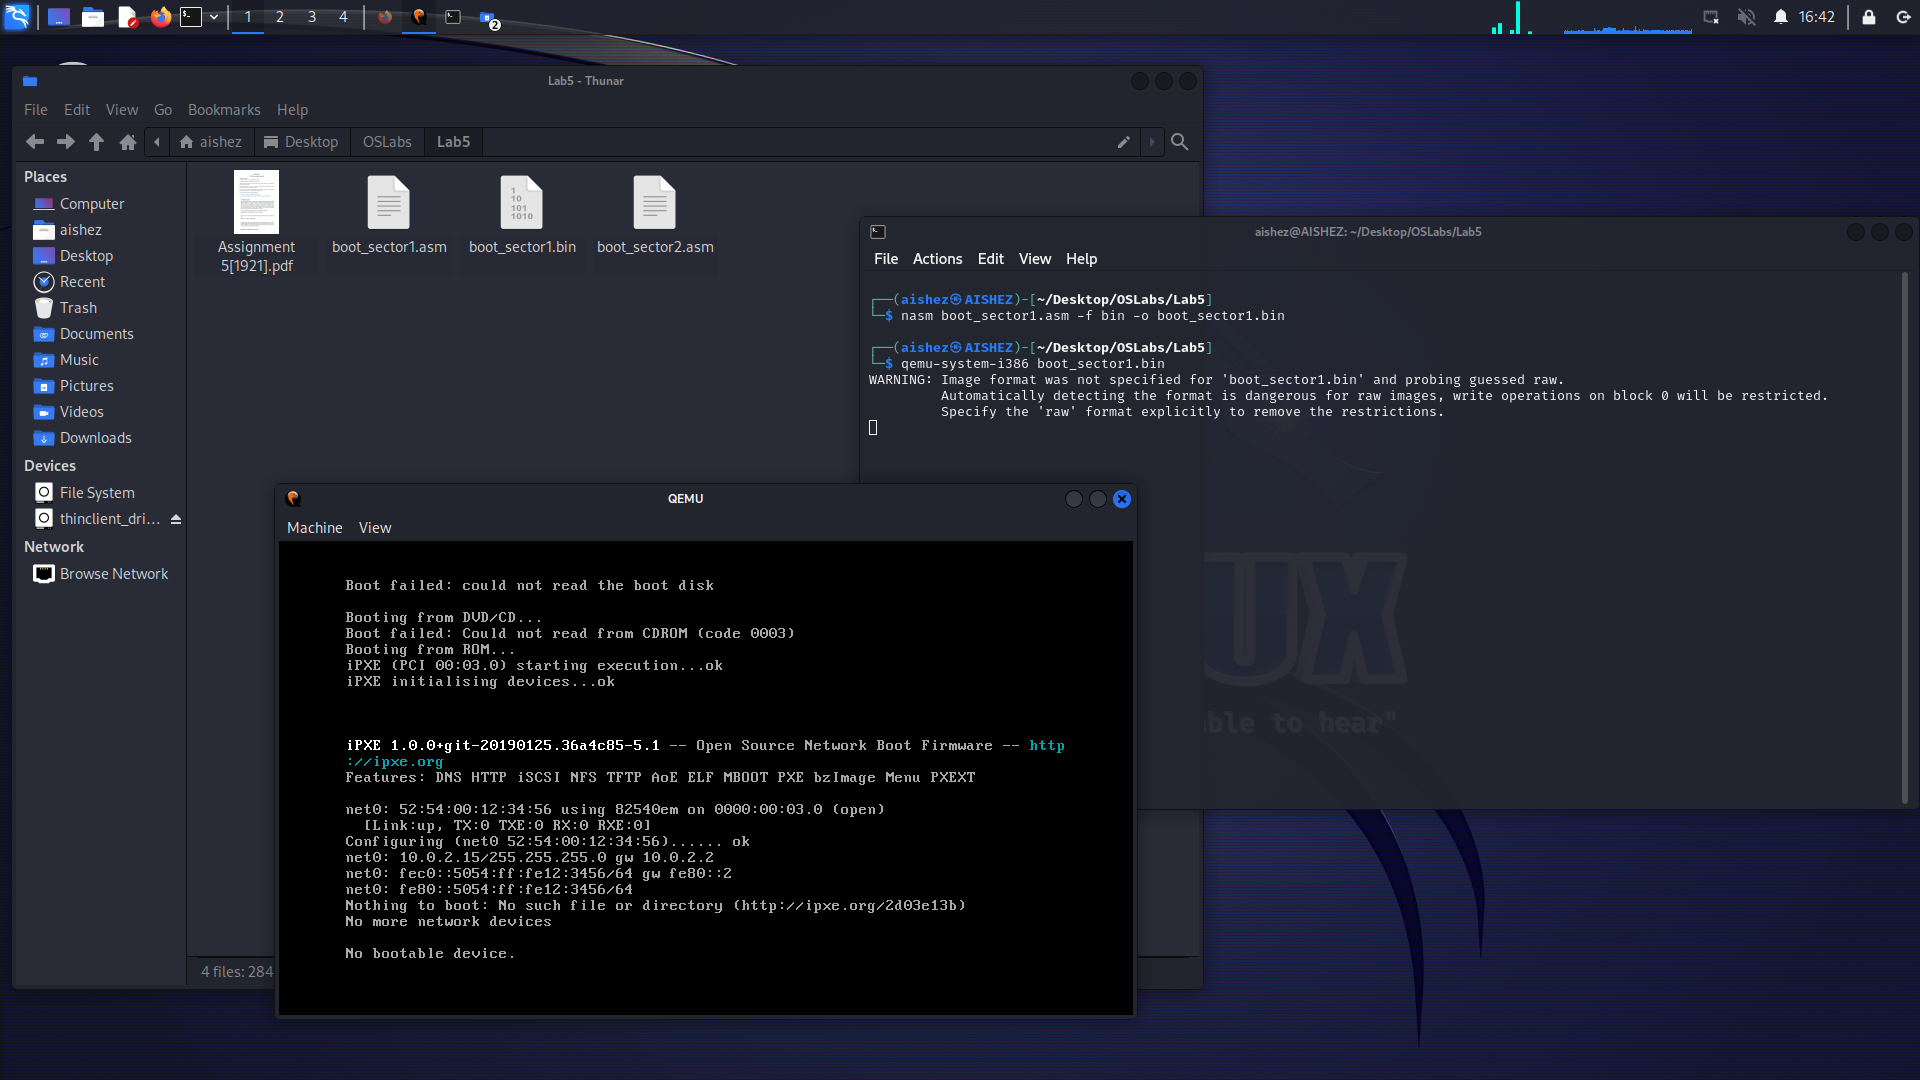 1 2 3 4
2
16:42
Lab5 - Thunar
File Edit View Go Bookmarks Help
aishez Desktop OSLabs Lab5
Places
Computer
aishez
Desktop
Recent
Trash
Documents
Music
Pictures
Videos
Downloads
Devices
File System
thinclient_dri...
Network
Browse Network
Assignment
5[1921].pdf
boot_sector1.asm
1
10
101
1010
boot_sector1.bin
boot_sector2.asm
4 files: 284
aishez@AISHEZ: ~/Desktop/OSLabs/Lab5
File Actions Edit View Help
┌──(aishez㉿AISHEZ)-[~/Desktop/OSLabs/Lab5]
└─$ nasm boot_sector1.asm -f bin -o boot_sector1.bin
┌──(aishez㉿AISHEZ)-[~/Desktop/OSLabs/Lab5]
└─$ qemu-system-i386 boot_sector1.bin
WARNING: Image format was not specified for 'boot_sector1.bin' and probing guessed raw.
Automatically detecting the format is dangerous for raw images, write operations on block 0 will be restricted.
Specify the 'raw' format explicitly to remove the restrictions.
UX
ble to hear"
QEMU
Machine View
Boot failed: could not read the boot disk
Booting from DVD/CD...
Boot failed: Could not read from CDROM (code 0003)
Booting from ROM...
iPXE (PCI 00:03.0) starting execution...ok
iPXE initialising devices...ok
iPXE 1.0.0+git-20190125.36a4c85-5.1 -- Open Source Network Boot Firmware -- http
://ipxe.org
Features: DNS HTTP iSCSI NFS TFTP AoE ELF MBOOT PXE bzImage Menu PXEXT
net0: 52:54:00:12:34:56 using 82540em on 0000:00:03.0 (open)
[Link:up, TX:0 TXE:0 RX:0 RXE:0]
Configuring (net0 52:54:00:12:34:56)...... ok
net0: 10.0.2.15/255.255.255.0 gw 10.0.2.2
net0: fec0::5054:ff:fe12:3456/64 gw fe80::2
net0: fe80::5054:ff:fe12:3456/64
Nothing to boot: No such file or directory (http://ipxe.org/2d03e13b)
No more network devices
No bootable device.